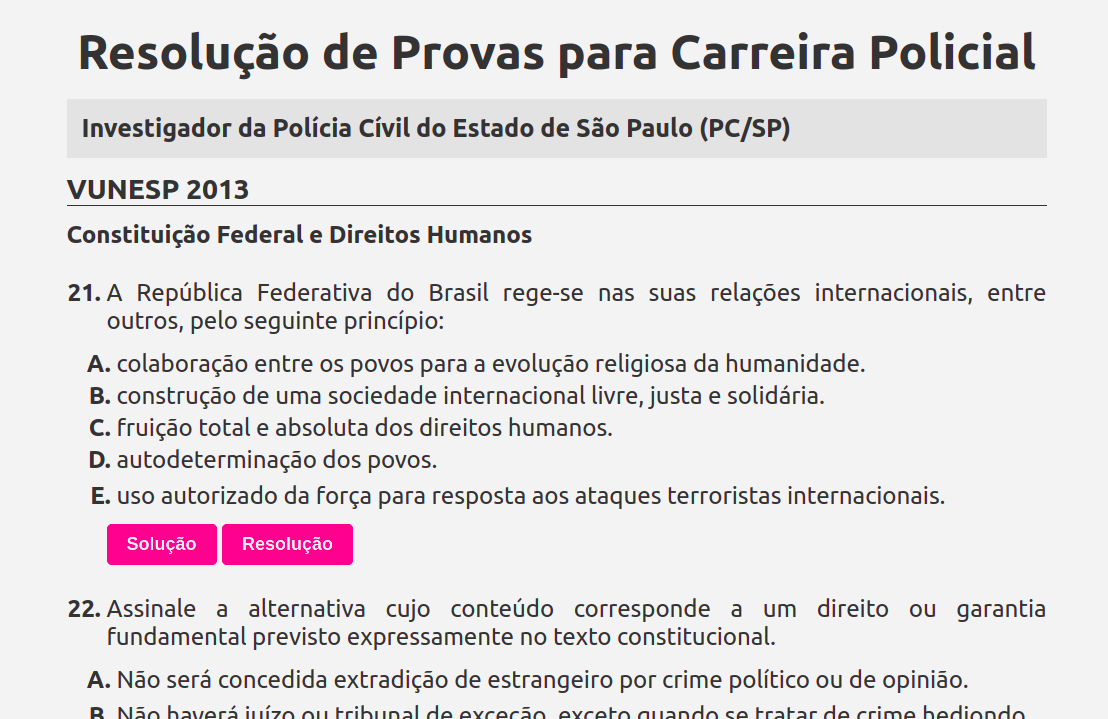 Resolução de Provas para Carreira Policial
Investigador da Polícia Cívil do Estado de São Paulo (PC/SP)
VUNESP 2013
Constituição Federal e Direitos Humanos
21. A República Federativa do Brasil rege-se nas suas relações internacionais, entre
outros, pelo seguinte princípio:
A. colaboração entre os povos para a evolução religiosa da humanidade.
B. construção de uma sociedade internacional livre, justa e solidária.
C. fruição total e absoluta dos direitos humanos.
D. autodeterminação dos povos.
E. uso autorizado da força para resposta aos ataques terroristas internacionais.
Solução Resolução
22. Assinale a alternativa cujo conteúdo corresponde a um direito ou garantia
fundamental previsto expressamente no texto constitucional.
A. Não será concedida extradição de estrangeiro por crime político ou de opinião.
B. Não haverá juízo ou tribunal de exceção, exceto quando se tratar de crime hediondo